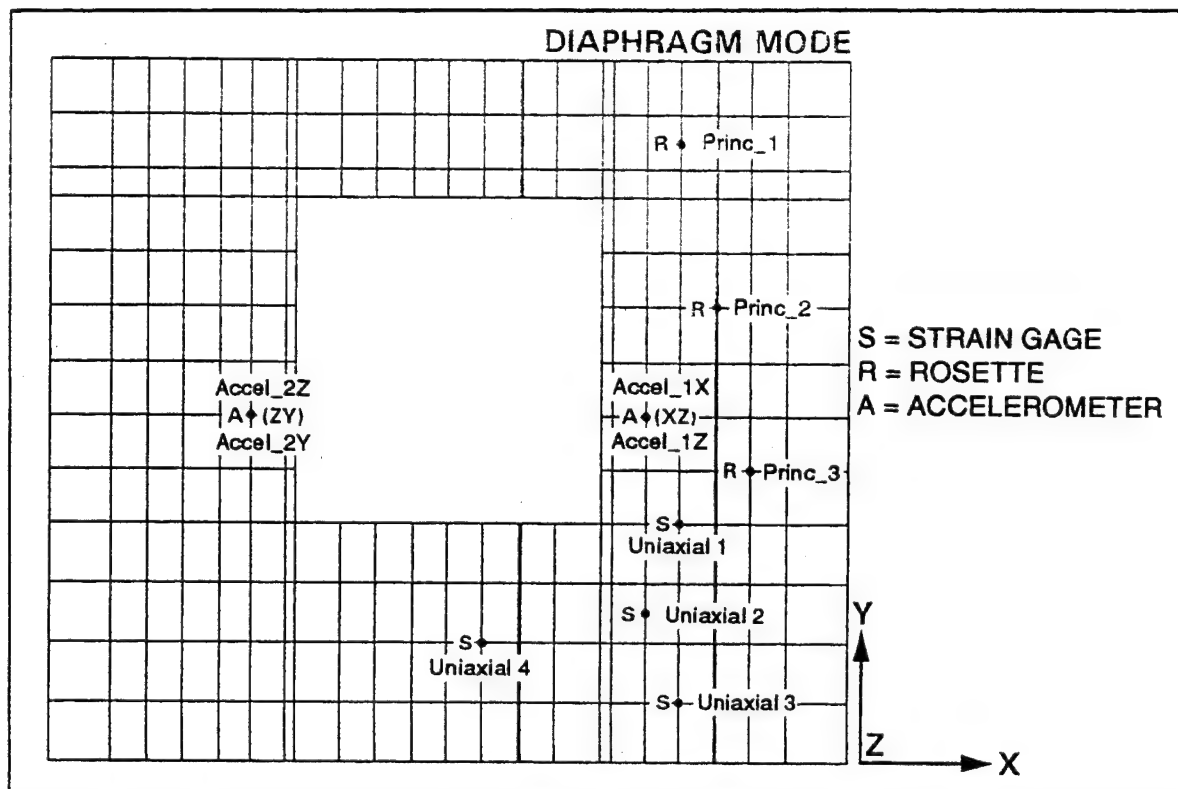 DIAPHRAGM MODE
R Princ_1
R Princ_2
S = STRAIN GAGE
R = ROSETTE
A = ACCELEROMETER
Accel_2Z
A (ZY)
Accel_2Y
Accel_1X
A (XZ)
Accel_1Z
R Princ_3
S
Uniaxial 1
S Uniaxial 2
S
Uniaxial 4
S Uniaxial 3
Y
Z
X